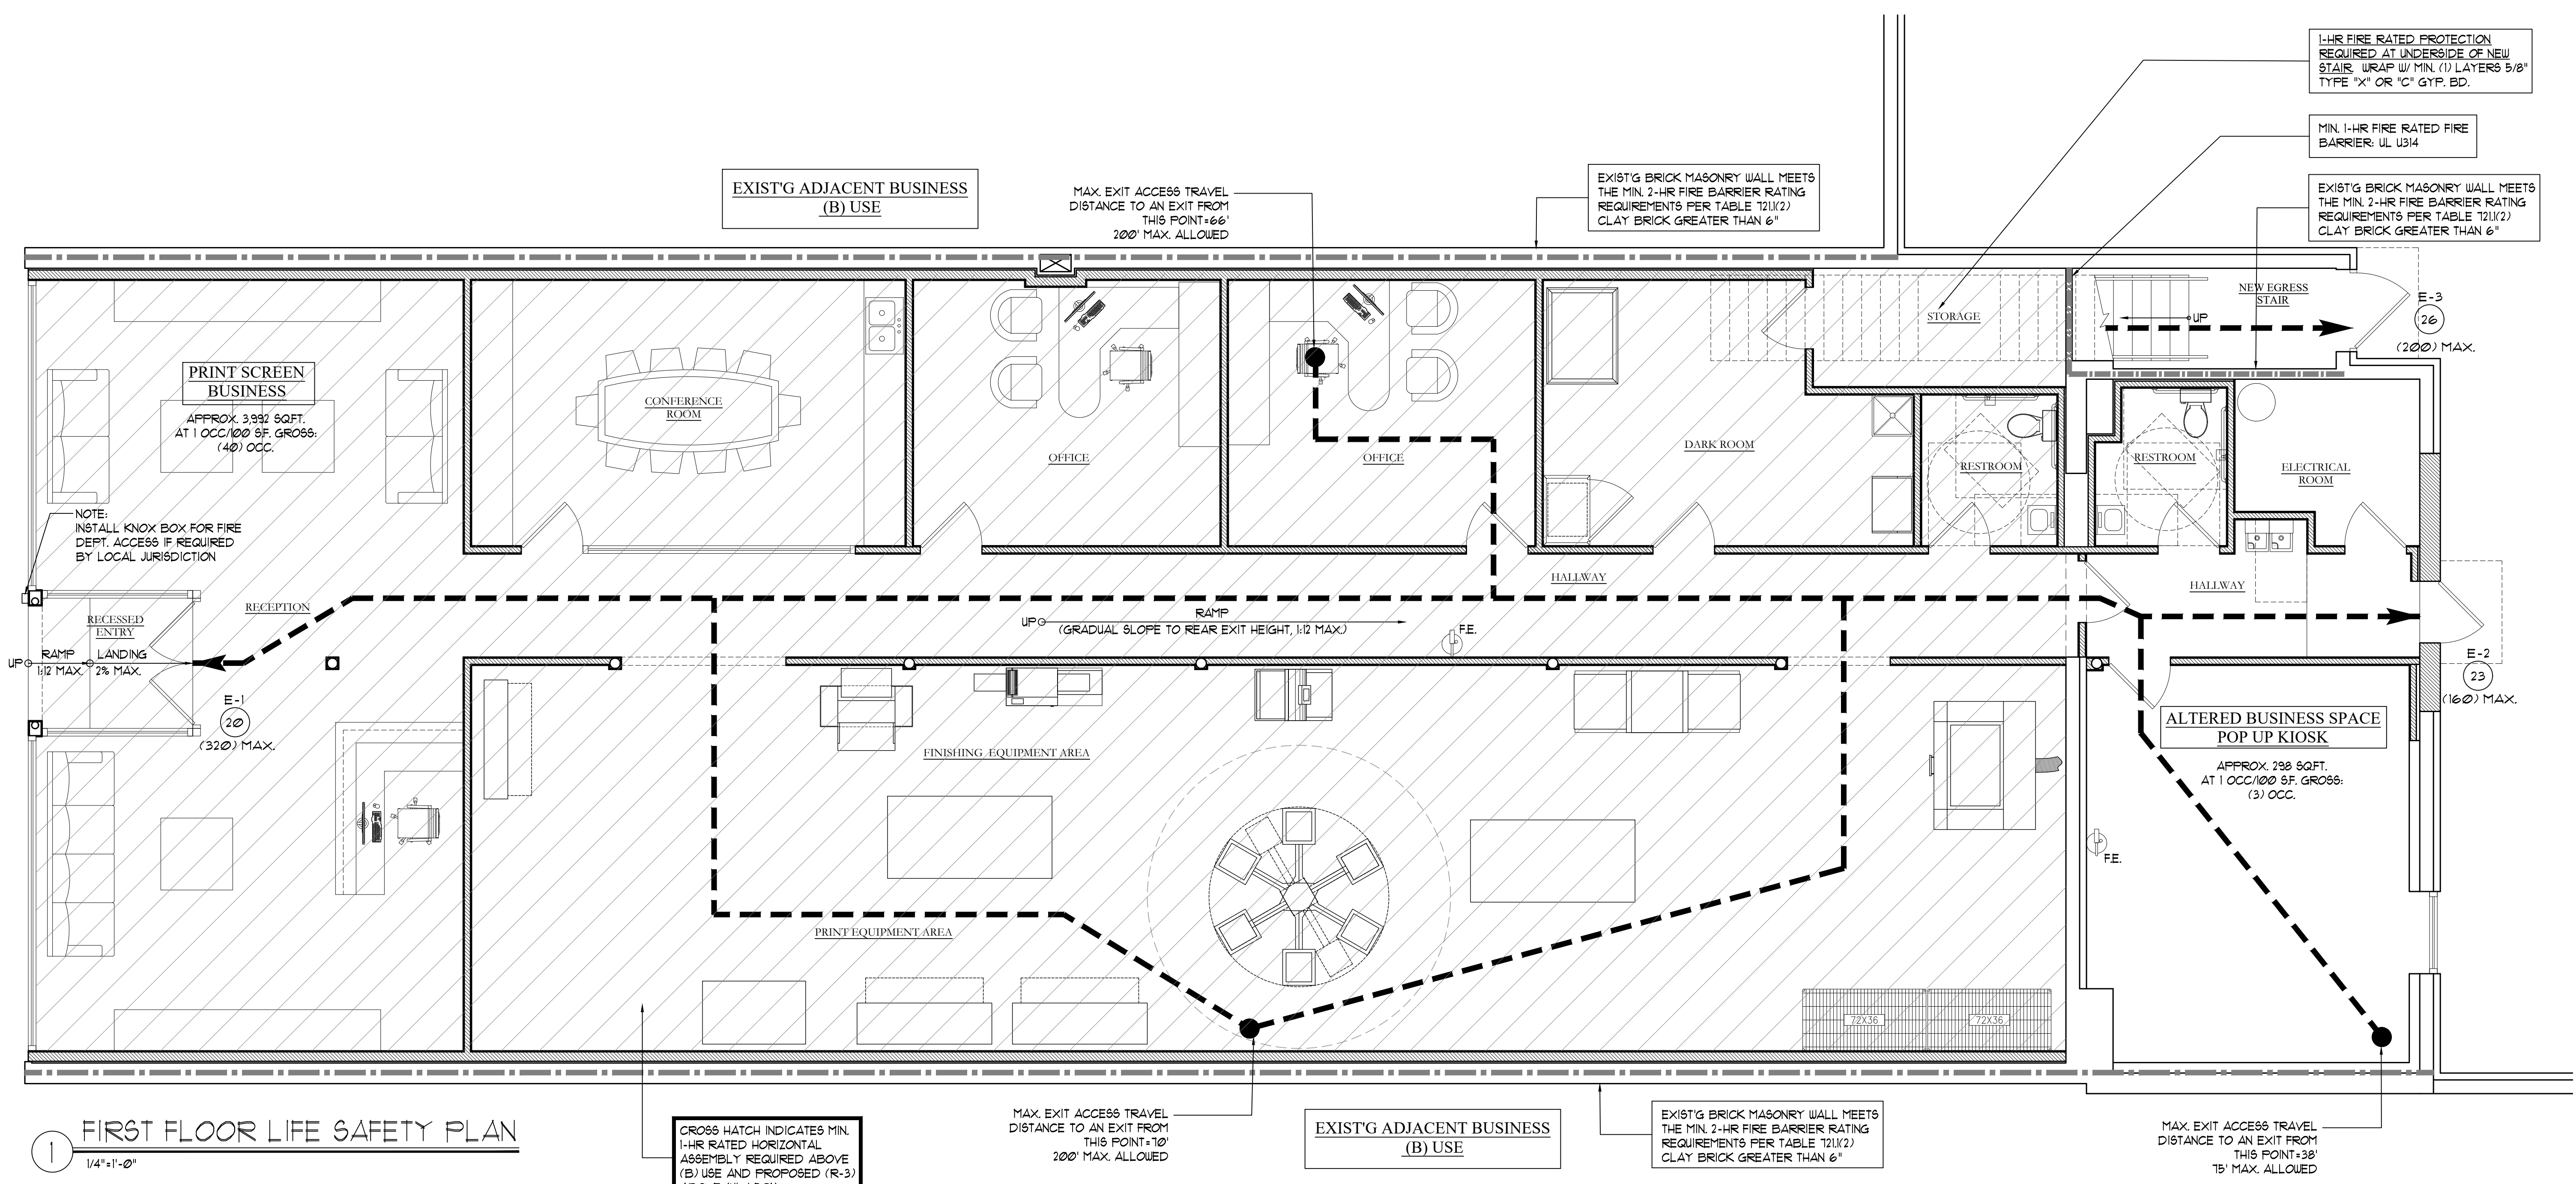 1-HR FIRE RATED PROTECTION
REQUIRED AT UNDERSIDE OF NEW
STAIR. WRAP W/ MIN. (1) LAYERS 5/8"
TYPE "X" OR "C" GYP. BD.
MIN. 1-HR FIRE RATED FIRE
BARRIER: UL U314
EXIST'G ADJACENT BUSINESS
(B) USE
MAX. EXIT ACCESS TRAVEL
DISTANCE TO AN EXIT FROM
THIS POINT=66'
200' MAX. ALLOWED
EXIST'G BRICK MASONRY WALL MEETS
THE MIN. 2-HR FIRE BARRIER RATING
REQUIREMENTS PER TABLE 721.1(2)
CLAY BRICK GREATER THAN 6"
EXIST'G BRICK MASONRY WALL MEETS
THE MIN. 2-HR FIRE BARRIER RATING
REQUIREMENTS PER TABLE 721.1(2)
CLAY BRICK GREATER THAN 6"
NEW EGRESS
STAIR
UP
STORAGE
E-3
26
(200) MAX.
PRINT SCREEN
BUSINESS
APPROX. 3,992 SQ.FT.
AT 1 OCC/100 S.F. GROSS:
(40) OCC.
CONFERENCE
ROOM
OFFICE
OFFICE
DARK ROOM
RESTROOM
RESTROOM
ELECTRICAL
ROOM
NOTE:
INSTALL KNOX BOX FOR FIRE
DEPT. ACCESS IF REQUIRED
BY LOCAL JURISDICTION
HALLWAY
HALLWAY
RECEPTION
RECESSED
ENTRY
UP
RAMP
1:12 MAX.
LANDING
2% MAX.
UP
RAMP
(GRADUAL SLOPE TO REAR EXIT HEIGHT, 1:12 MAX.)
F.E.
E-1
20
(320) MAX.
E-2
23
(160) MAX.
FINISHING EQUIPMENT AREA
ALTERED BUSINESS SPACE
POP UP KIOSK
APPROX. 298 SQ.FT.
AT 1 OCC/100 S.F. GROSS:
(3) OCC.
F.E.
PRINT EQUIPMENT AREA
72X36
72X36
1
FIRST FLOOR LIFE SAFETY PLAN
1/4"=1'-0"
CROSS HATCH INDICATES MIN.
1-HR RATED HORIZONTAL
ASSEMBLY REQUIRED ABOVE
(B) USE AND PROPOSED (R-3)
MAX. EXIT ACCESS TRAVEL
DISTANCE TO AN EXIT FROM
THIS POINT=70'
200' MAX. ALLOWED
EXIST'G ADJACENT BUSINESS
(B) USE
EXIST'G BRICK MASONRY WALL MEETS
THE MIN. 2-HR FIRE BARRIER RATING
REQUIREMENTS PER TABLE 721.1(2)
CLAY BRICK GREATER THAN 6"
MAX. EXIT ACCESS TRAVEL
DISTANCE TO AN EXIT FROM
THIS POINT=38'
75' MAX. ALLOWED